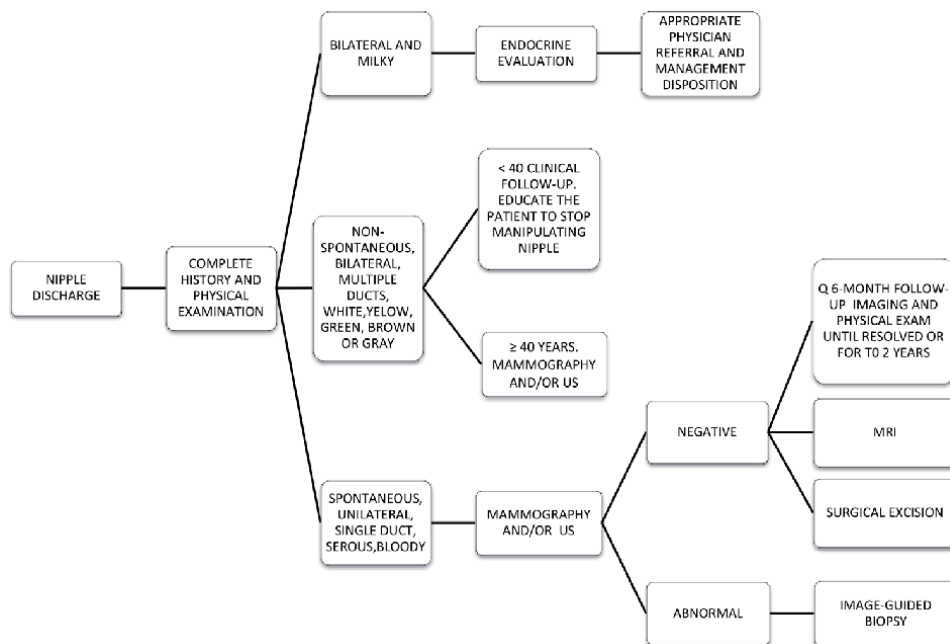 NIPPLE
DISCHARGE
COMPLETE
HISTORY AND
PHYSICAL
EXAMINATION
BILATERAL AND
MILKY
ENDOCRINE
EVALUATION
APPROPRIATE
PHYSICIAN
REFERRAL AND
MANAGEMENT
DISPOSITION
NON-
SPONTANEOUS,
BILATERAL,
MULTIPLE
DUCTS,
WHITE,YELOW,
GREEN, BROWN
OR GRAY
< 40 CLINICAL
FOLLOW-UP.
EDUCATE THE
PATIENT TO STOP
MANIPULATING
NIPPLE
≥ 40 YEARS.
MAMMOGRAPHY
AND/OR US
SPONTANEOUS,
UNILATERAL,
SINGLE DUCT,
SEROUS,BLOODY
MAMMOGRAPHY
AND/OR US
NEGATIVE
Q 6-MONTH FOLLOW-
UP IMAGING AND
PHYSICAL EXAM
UNTIL RESOLVED OR
FOR T0 2 YEARS
MRI
SURGICAL EXCISION
ABNORMAL
IMAGE-GUIDED
BIOPSY